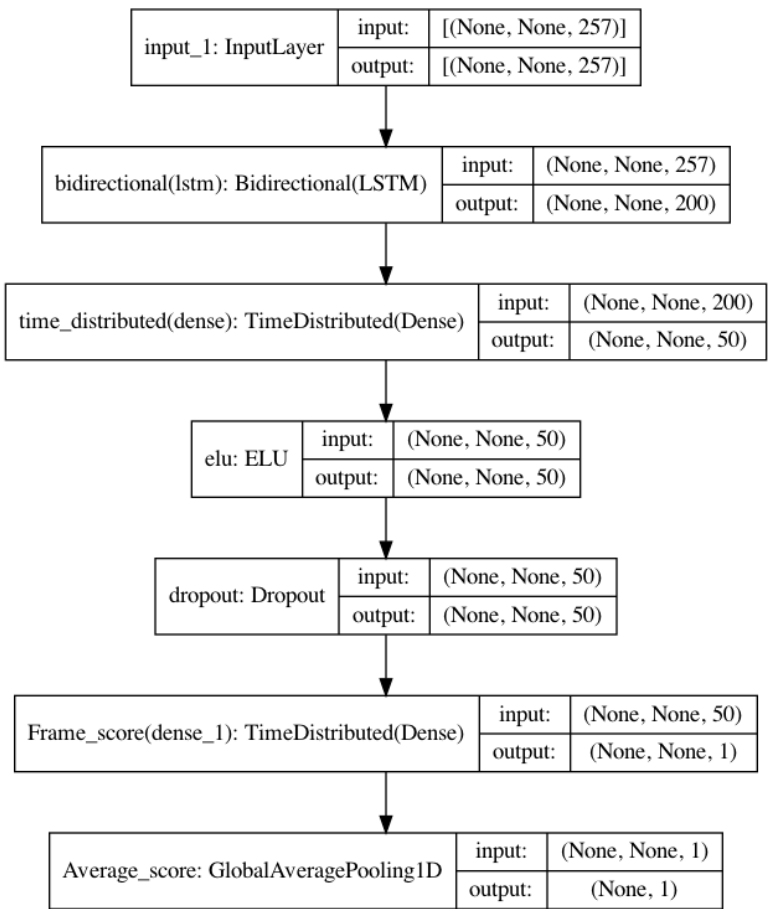 input_1: InputLayer
input: [(None, None, 257)]
output: [(None, None, 257)]
bidirectional(lstm): Bidirectional(LSTM)
input: (None, None, 257)
output: (None, None, 200)
time_distributed(dense): TimeDistributed(Dense)
input: (None, None, 200)
output: (None, None, 50)
elu: ELU
input: (None, None, 50)
output: (None, None, 50)
dropout: Dropout
input: (None, None, 50)
output: (None, None, 50)
Frame_score(dense_1): TimeDistributed(Dense)
input: (None, None, 50)
output: (None, None, 1)
Average_score: GlobalAveragePooling1D
input: (None, None, 1)
output: (None, 1)